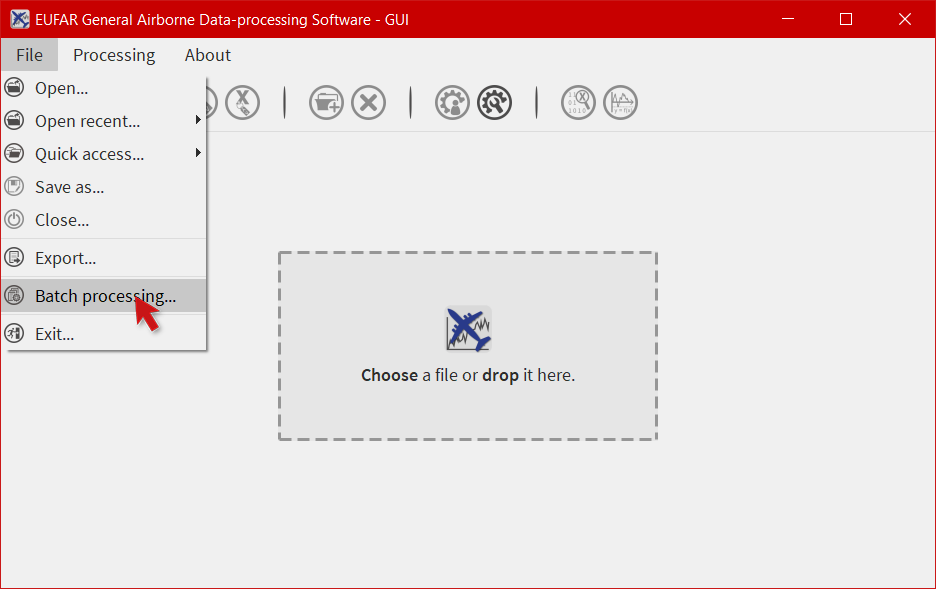 EUFAR General Airborne Data-processing Software - GUI
File Processing About
Open...
Open recent...
Quick access...
Save as...
Close...
Export...
Batch processing...
Exit...
Choose a file or drop it here.